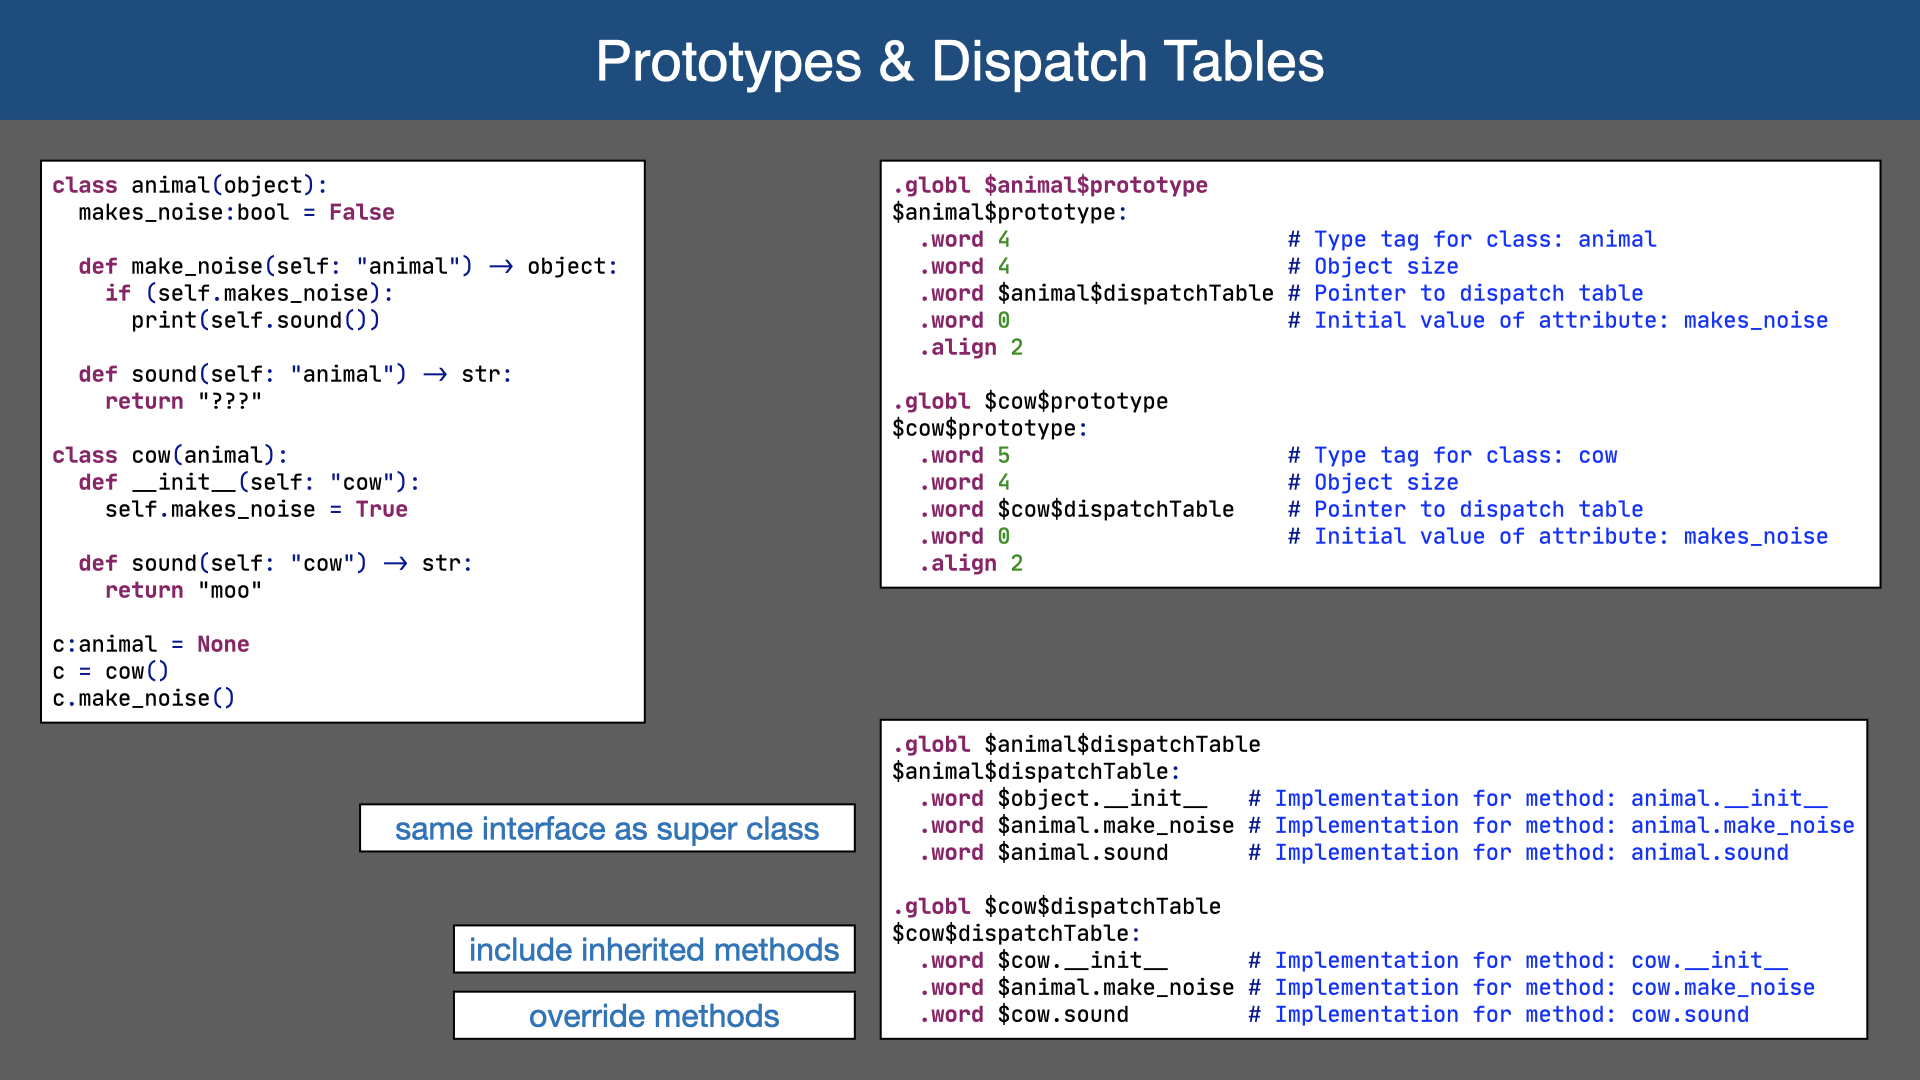 Prototypes & Dispatch Tables
class animal(object):
  makes_noise:bool = False

  def make_noise(self: "animal") → object:
    if (self.makes_noise):
      print(self.sound())

  def sound(self: "animal") → str:
    return "???"

class cow(animal):
  def __init__(self: "cow"):
    self.makes_noise = True

  def sound(self: "cow") → str:
    return "moo"

c:animal = None
c = cow()
c.make_noise()
.globl $animal$prototype
$animal$prototype:
  .word 4                     # Type tag for class: animal
  .word 4                     # Object size
  .word $animal$dispatchTable # Pointer to dispatch table
  .word 0                     # Initial value of attribute: makes_noise
  .align 2

.globl $cow$prototype
$cow$prototype:
  .word 5                     # Type tag for class: cow
  .word 4                     # Object size
  .word $cow$dispatchTable    # Pointer to dispatch table
  .word 0                     # Initial value of attribute: makes_noise
  .align 2
same interface as super class
include inherited methods
override methods
.globl $animal$dispatchTable
$animal$dispatchTable:
  .word $object.__init__   # Implementation for method: animal.__init__
  .word $animal.make_noise # Implementation for method: animal.make_noise
  .word $animal.sound      # Implementation for method: animal.sound

.globl $cow$dispatchTable
$cow$dispatchTable:
  .word $cow.__init__      # Implementation for method: cow.__init__
  .word $animal.make_noise # Implementation for method: cow.make_noise
  .word $cow.sound         # Implementation for method: cow.sound